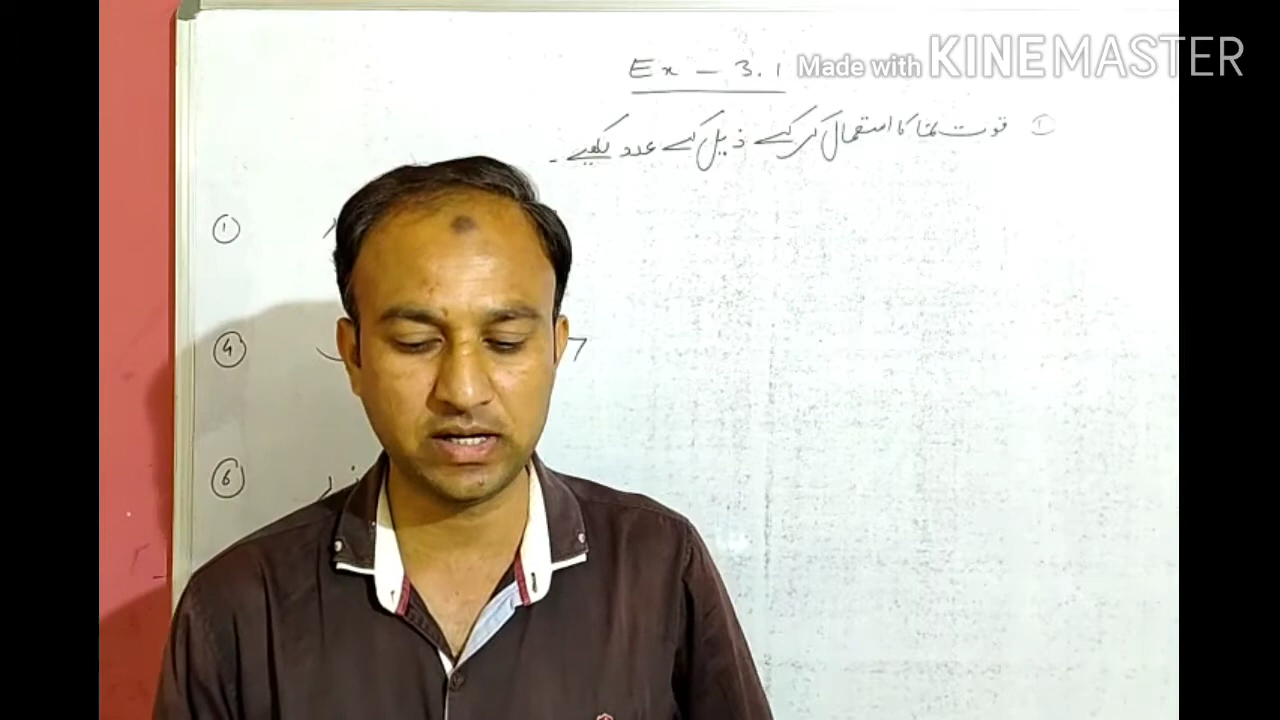 Ex - 3.1
Made with KINEMASTER
① قوت نما کا استعمال کر کے ذیل کے عدد لکھیے ۔
①
④
⑥